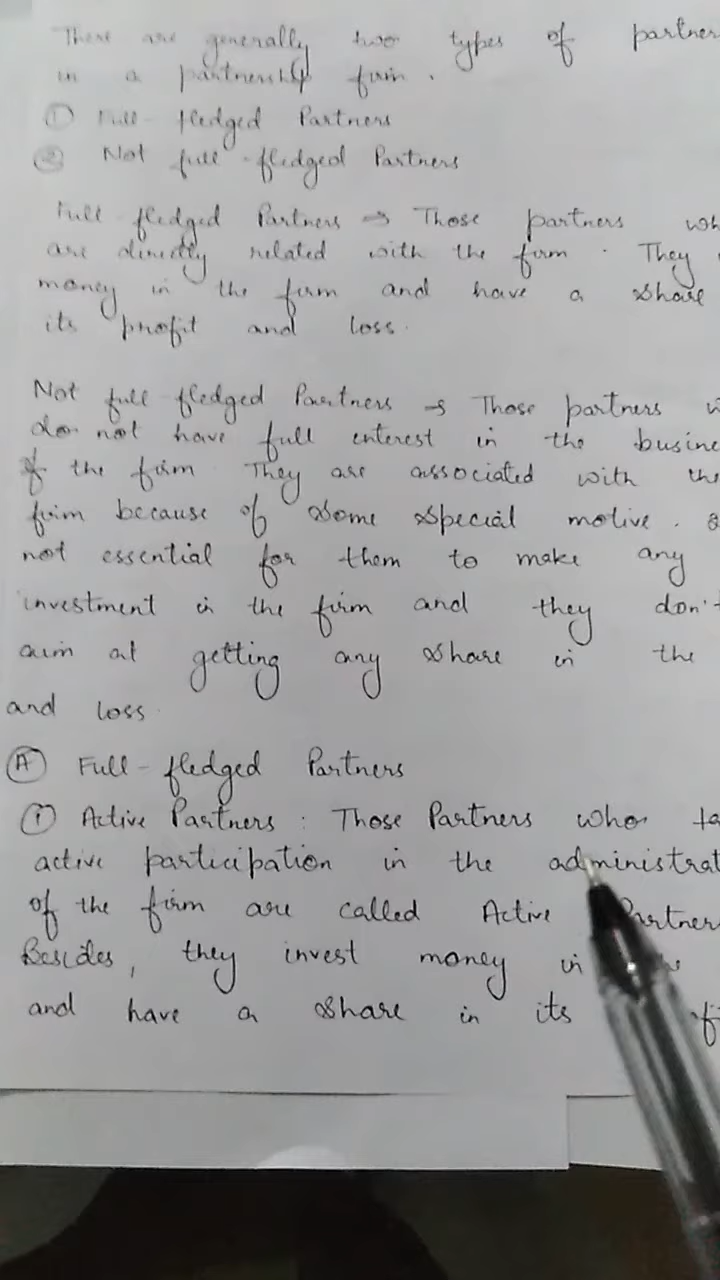 There are generally two types of partner
in a partnership firm.
① Full-fledged Partners
② Not full-fledged Partners
Full fledged Partners → Those partners wh
are directly related with the firm. They
money in the firm and have a share
its profit and loss.
Not full fledged Partners → Those partners w
do not have full interest in the busine
of the firm They are associated with the
firm because of some special motive.
not essential for them to make any
investment in the firm and they don't
aim at getting any share in the
and loss.
Ⓐ Full-fledged Partners
① Active Partners : Those Partners who ta
active participation in the administrat
of the firm are called Active Partner
Besides, they invest money in
and have a share in its